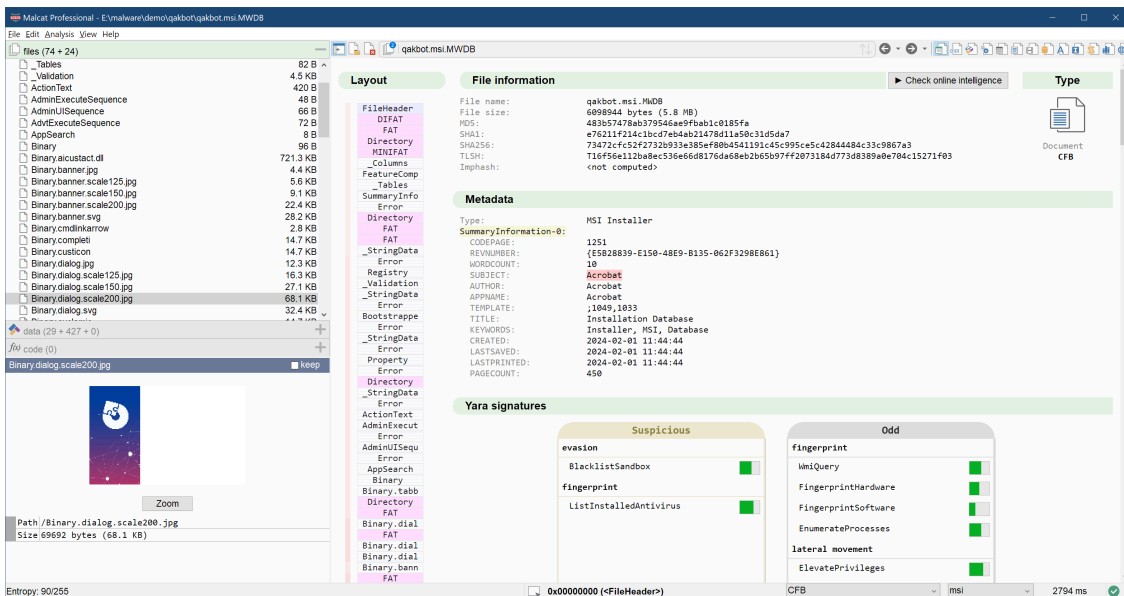 Malcat Professional - E:\malware\demo\qakbot\qakbot.msi.MWDB
File Edit Analysis View Help
files (74 + 24)
qakbot.msi.MWDB
_Tables 82 B
_Validation 4.5 KB
ActionText 420 B
AdminExecuteSequence 48 B
AdminUISequence 66 B
AdvtExecuteSequence 72 B
AppSearch 8 B
Binary 96 B
Binary.aicustact.dll 721.3 KB
Binary.banner.jpg 4.4 KB
Binary.banner.scale125.jpg 5.6 KB
Binary.banner.scale150.jpg 9.1 KB
Binary.banner.scale200.jpg 22.4 KB
Binary.banner.svg 28.2 KB
Binary.cmdlinkarrow 2.8 KB
Binary.completi 14.7 KB
Binary.custicon 14.7 KB
Binary.dialog.jpg 12.3 KB
Binary.dialog.scale125.jpg 16.3 KB
Binary.dialog.scale150.jpg 27.1 KB
Binary.dialog.scale200.jpg 68.1 KB
Binary.dialog.svg 32.4 KB
data (29 + 427 + 0)
f(x) code (0)
Binary.dialog.scale200.jpg keep
Zoom
Path /Binary.dialog.scale200.jpg
Size 69692 bytes (68.1 KB)
Layout
FileHeader
DIFAT
FAT
Directory
MINIFAT
_Columns
FeatureComp
_Tables
SummaryInfo
Error
Directory
FAT
FAT
_StringData
Error
Registry
_Validation
_StringData
Error
Bootstrappe
Error
_StringData
Error
Property
Error
Directory
_StringData
Error
ActionText
AdminExecut
Error
AdminUISequ
Error
AppSearch
Binary
Binary.tabb
Directory
FAT
Binary.dial
FAT
Binary.dial
Binary.dial
Binary.bann
FAT
File information
Check online intelligence
File name: qakbot.msi.MWDB
File size: 6098944 bytes (5.8 MB)
MD5: 483b57478ab379546ae9fbab1c0185fa
SHA1: e76211f214c1bcd7eb4ab21478d11a50c31d5da7
SHA256: 73472cfc52f2732b933e385ef80b4541191c45c995ce5c42844484c33c9867a3
TLSH: T16f56e112ba8ec536e66d8176da68eb2b65b97ff2073184d773d8389a0e704c15271f03
Imphash: <not computed>
Type
Document
CFB
Metadata
Type: MSI Installer
SummaryInformation-0:
CODEPAGE: 1251
REVNUMBER: {E5B28839-E150-48E9-B135-062F3298E861}
WORDCOUNT: 10
SUBJECT: Acrobat
AUTHOR: Acrobat
APPNAME: Acrobat
TEMPLATE: ;1049,1033
TITLE: Installation Database
KEYWORDS: Installer, MSI, Database
CREATED: 2024-02-01 11:44:44
LASTSAVED: 2024-02-01 11:44:44
LASTPRINTED: 2024-02-01 11:44:44
PAGECOUNT: 450
Yara signatures
Suspicious
evasion
BlacklistSandbox
fingerprint
ListInstalledAntivirus
Odd
fingerprint
WmiQuery
FingerprintHardware
FingerprintSoftware
EnumerateProcesses
lateral movement
ElevatePrivileges
Entropy: 90/255
0x00000000 (<FileHeader>)
CFB
msi
2794 ms